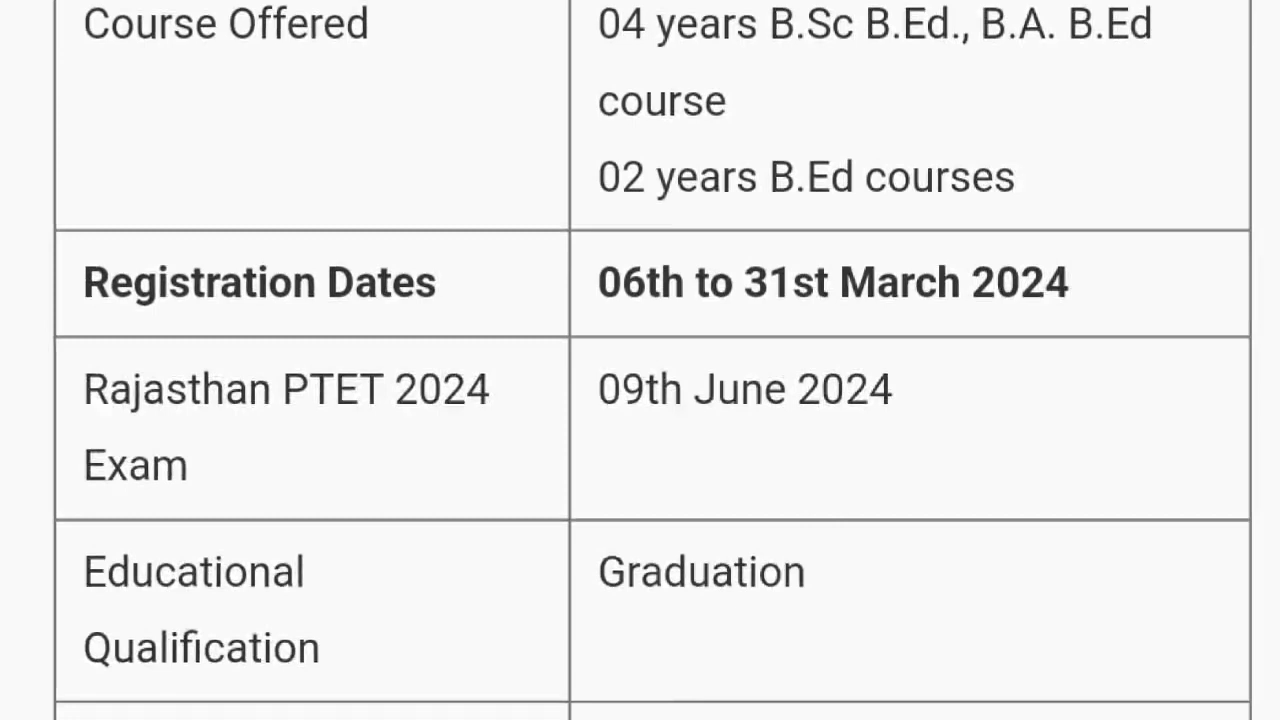 Course Offered
04 years B.Sc B.Ed., B.A. B.Ed
course
02 years B.Ed courses
Registration Dates
06th to 31st March 2024
Rajasthan PTET 2024
Exam
09th June 2024
Educational
Qualification
Graduation